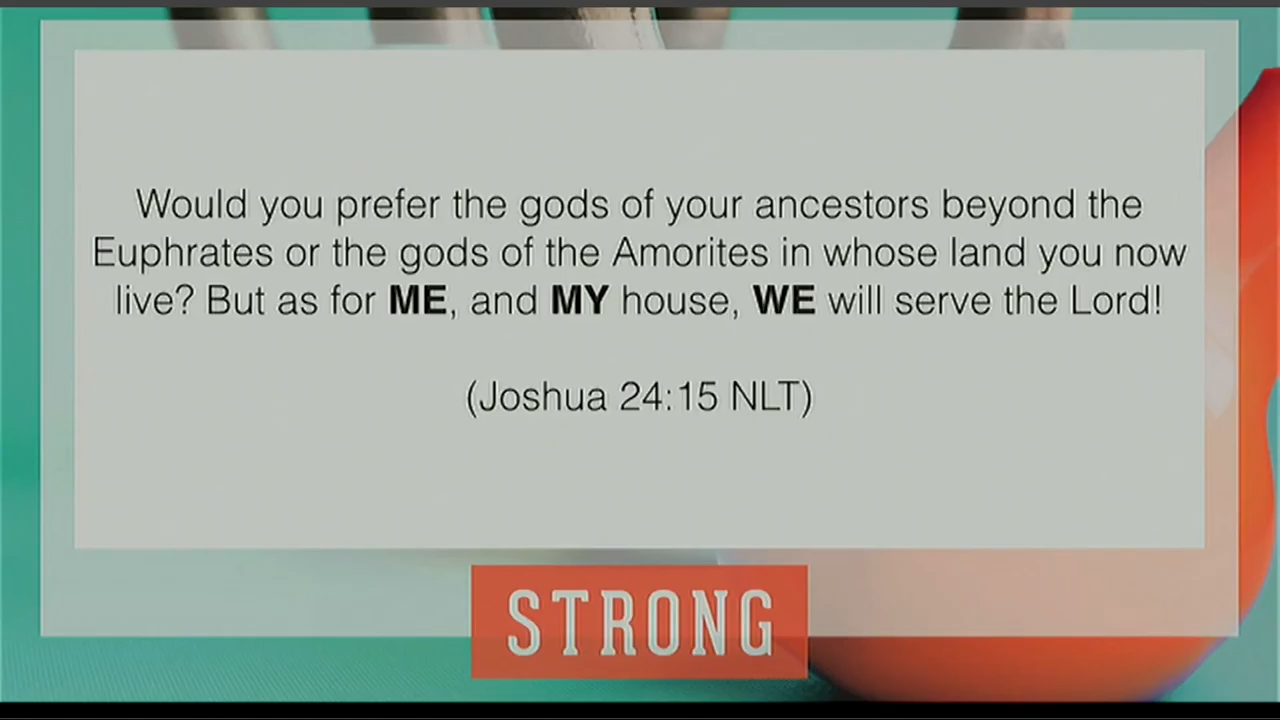 Would you prefer the gods of your ancestors beyond the
Euphrates or the gods of the Amorites in whose land you now
live? But as for ME, and MY house, WE will serve the Lord!
(Joshua 24:15 NLT)
STRONG